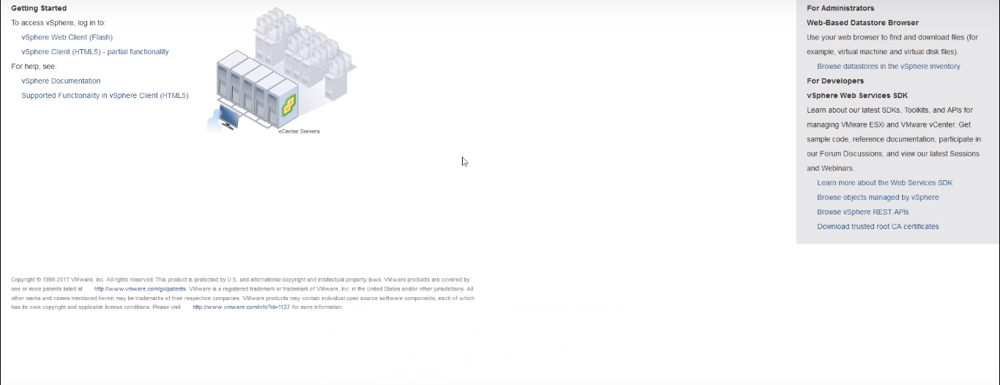 Getting Started
To access vSphere, log in to:
vSphere Web Client (Flash)
vSphere Client (HTML5) - partial functionality
For help, see:
vSphere Documentation
Supported Functionality in vSphere Client (HTML5)
vCenter Servers
For Administrators
Web-Based Datastore Browser
Use your web browser to find and download files (for
example, virtual machine and virtual disk files).
Browse datastores in the vSphere inventory
For Developers
vSphere Web Services SDK
Learn about our latest SDKs, Toolkits, and APIs for
managing VMware ESXi and VMware vCenter. Get
sample code, reference documentation, participate in
our Forum Discussions, and view our latest Sessions
and Webinars.
Learn more about the Web Services SDK
Browse objects managed by vSphere
Browse vSphere REST APIs
Download trusted root CA certificates
Copyright © 1998-2017 VMware, Inc. All rights reserved. This product is protected by U.S. and international copyright and intellectual property laws. VMware products are covered by
one or more patents listed at http://www.vmware.com/go/patents. VMware is a registered trademark or trademark of VMware, Inc. in the United States and/or other jurisdictions. All
other marks and names mentioned herein may be trademarks of their respective companies. VMware products may contain individual open source software components, each of which
has its own copyright and applicable license conditions. Please visit http://www.vmware.com/info?id=1127 for more information.